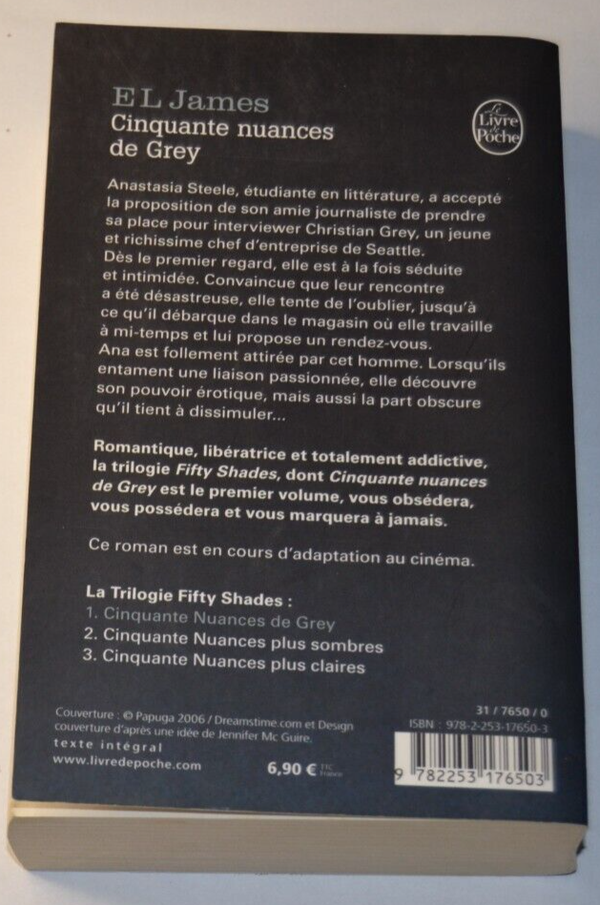 E L James
Cinquante nuances
de Grey
Le
Livre
de
Poche
Anastasia Steele, étudiante en littérature, a accepté
la proposition de son amie journaliste de prendre
sa place pour interviewer Christian Grey, un jeune
et richissime chef d'entreprise de Seattle.
Dès le premier regard, elle est à la fois séduite
et intimidée. Convaincue que leur rencontre
a été désastreuse, elle tente de l'oublier, jusqu'à
ce qu'il débarque dans le magasin où elle travaille
à mi-temps et lui propose un rendez-vous.
Ana est follement attirée par cet homme. Lorsqu'ils
entament une liaison passionnée, elle découvre
son pouvoir érotique, mais aussi la part obscure
qu'il tient à dissimuler...
Romantique, libératrice et totalement addictive,
la trilogie Fifty Shades, dont Cinquante nuances
de Grey est le premier volume, vous obsédera,
vous possédera et vous marquera à jamais.
Ce roman est en cours d'adaptation au cinéma.
La Trilogie Fifty Shades :
1. Cinquante Nuances de Grey
2. Cinquante Nuances plus sombres
3. Cinquante Nuances plus claires
Couverture : © Papuga 2006 / Dreamstime.com et Design
couverture d'après une idée de Jennifer Mc Guire.
texte intégral
www.livredepoche.com
6,90 € TTC
France
31 / 7650 / 0
ISBN : 978-2-253-17650-3
9 782253 176503